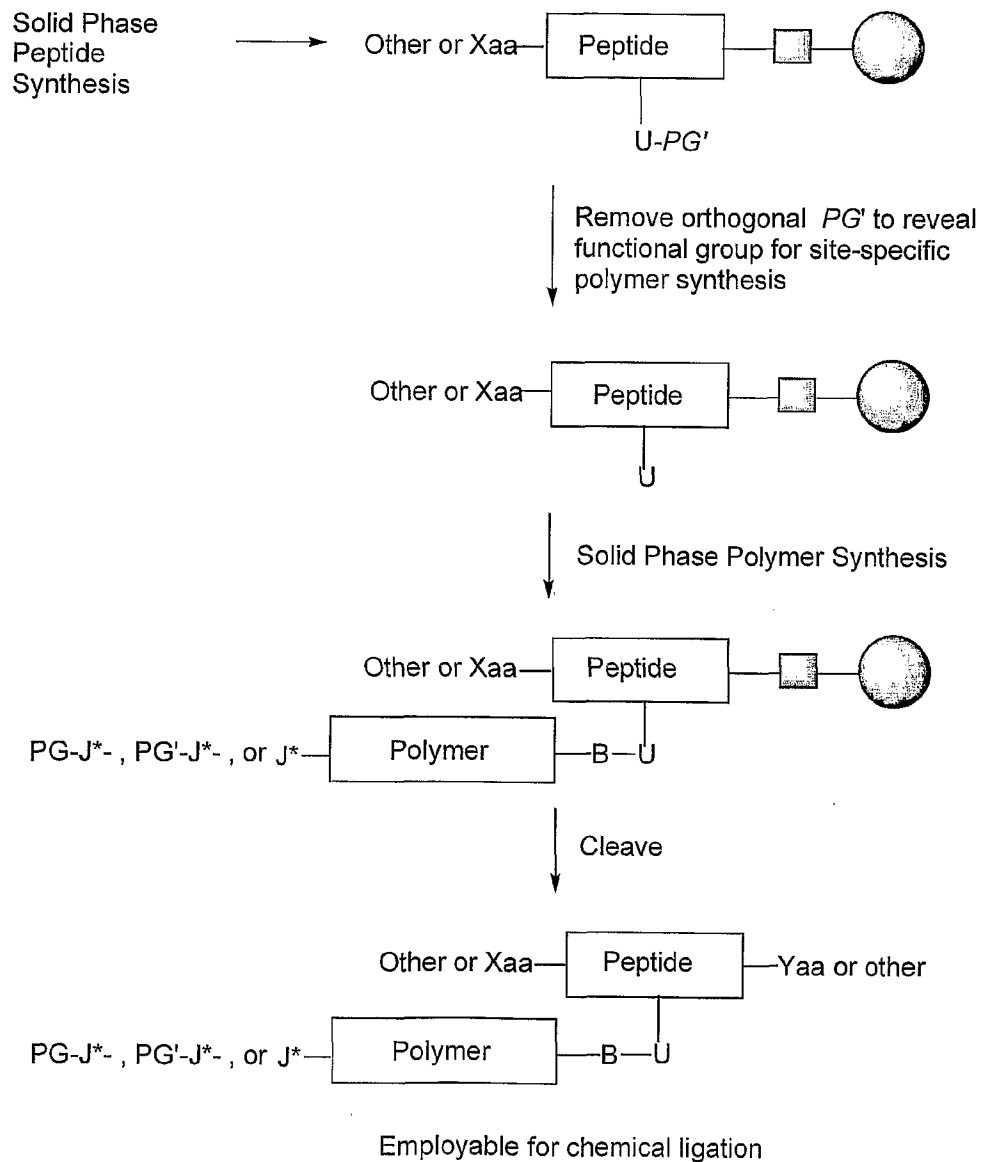 Solid Phase
Peptide
Synthesis
Other or Xaa
Peptide
U-PG'
Remove orthogonal PG' to reveal
functional group for site-specific
polymer synthesis
Other or Xaa
Peptide
U
Solid Phase Polymer Synthesis
Other or Xaa
Peptide
PG-J*- , PG'-J*- , or J*
Polymer
B
U
Cleave
Other or Xaa
Peptide
Yaa or other
PG-J*- , PG'-J*- , or J*
Polymer
B
U
Employable for chemical ligation